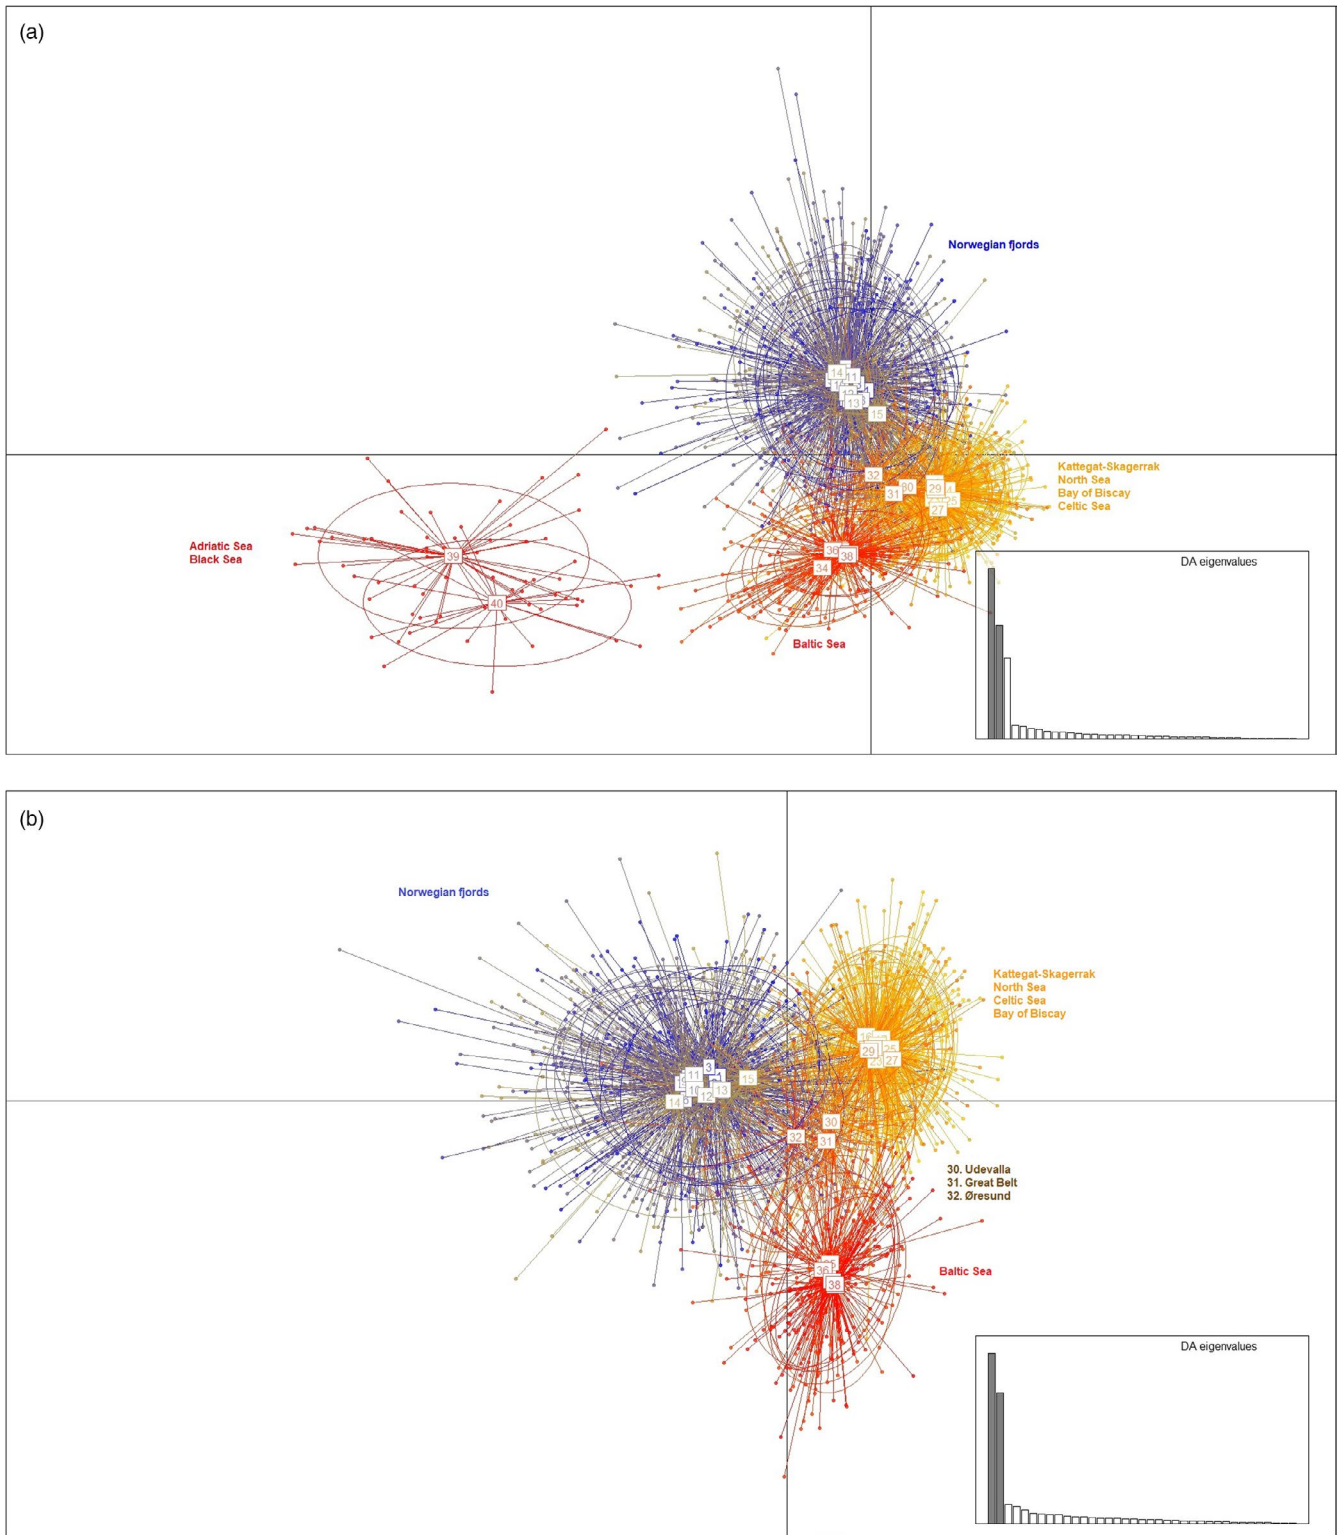 (a)
Norwegian fjords
14
11
13
15
32
30
31
29
27
Kattegat-Skagerrak
North Sea
Bay of Biscay
Celtic Sea
36
38
34
Adriatic Sea
Black Sea
39
40
Baltic Sea
DA eigenvalues
(b)
Norwegian fjords
Kattegat-Skagerrak
North Sea
Celtic Sea
Bay of Biscay
29
25
27
23
3
11
15
10
13
12
14
30
32
31
30. Udevalla
31. Great Belt
32. Øresund
36
38
Baltic Sea
DA eigenvalues